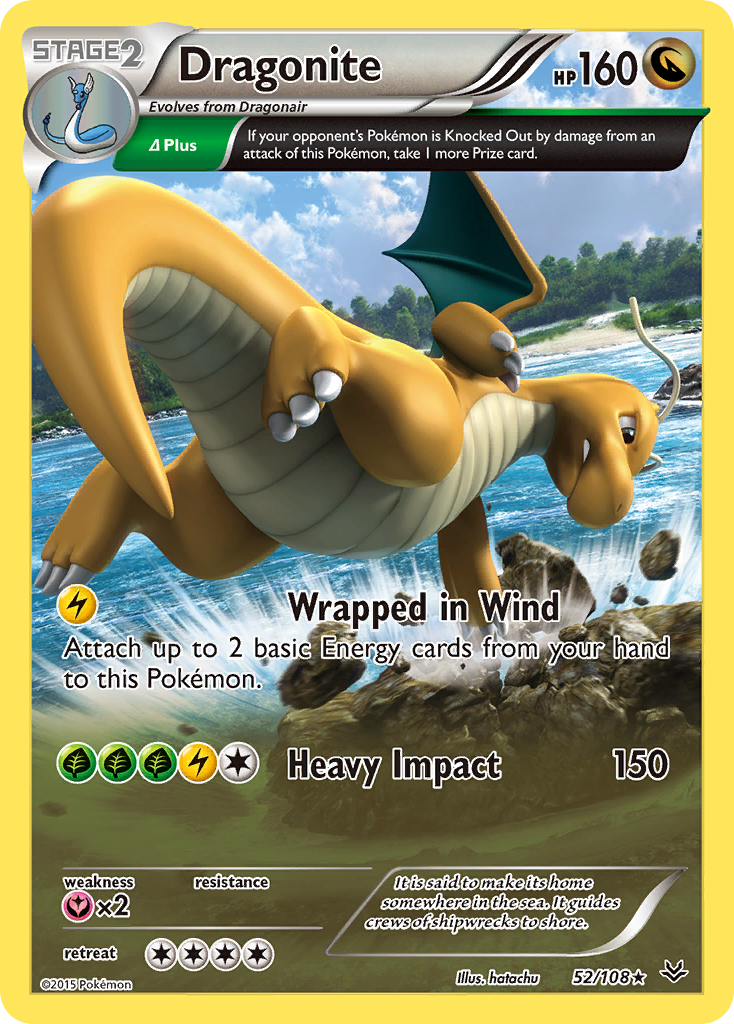 STAGE2
Dragonite
HP160
Evolves from Dragonair
Δ Plus
If your opponent's Pokémon is Knocked Out by damage from an
attack of this Pokémon, take 1 more Prize card.
Wrapped in Wind
Attach up to 2 basic Energy cards from your hand
to this Pokémon.
Heavy Impact 150
weakness resistance
×2
retreat
It is said to make its home
somewhere in the sea. It guides
crews of shipwrecks to shore.
©2015 Pokémon
Illus. hatachu
52/108★